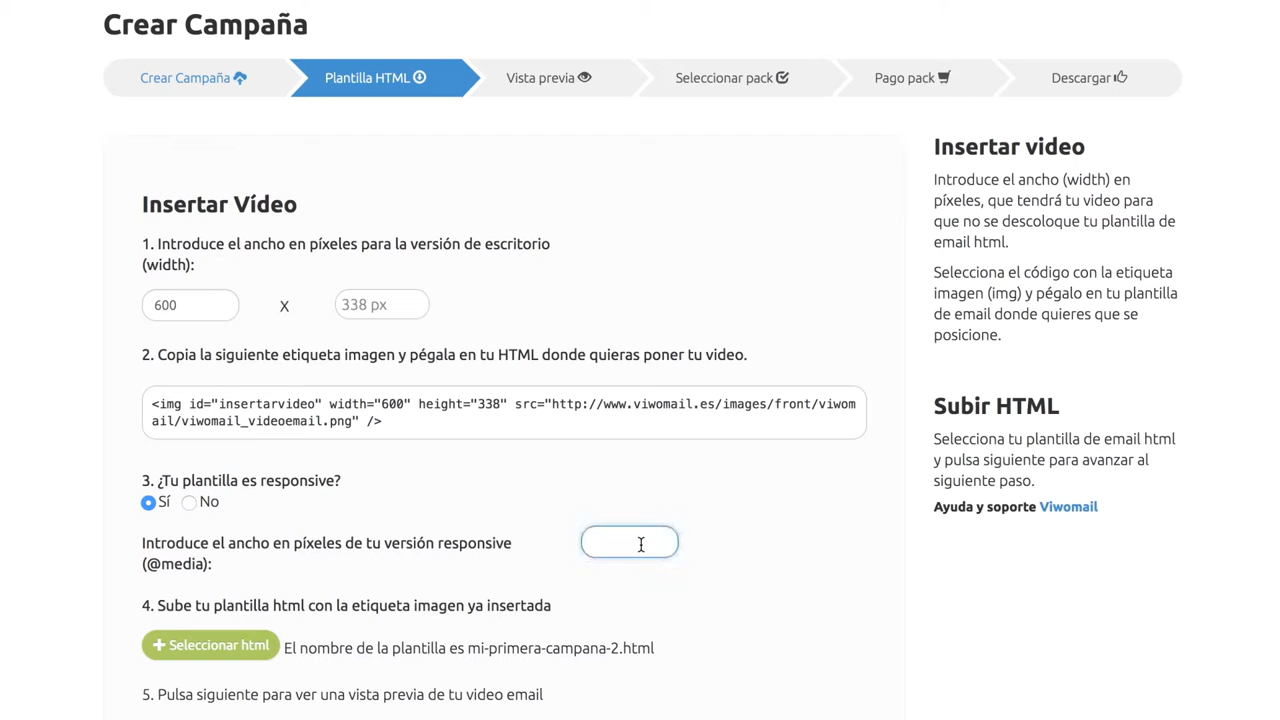 Crear Campaña
Crear Campaña
Plantilla HTML
Vista previa
Seleccionar pack
Pago pack
Descargar
Insertar Vídeo
1. Introduce el ancho en píxeles para la versión de escritorio
(width):
600
X
338 px
2. Copia la siguiente etiqueta imagen y pégala en tu HTML donde quieras poner tu video.
<img id="insertarvideo" width="600" height="338" src="http://www.viwomail.es/images/front/viwom
ail/viwomail_videoemail.png" />
3. ¿Tu plantilla es responsive?
Sí
No
Introduce el ancho en píxeles de tu versión responsive
(@media):
4. Sube tu plantilla html con la etiqueta imagen ya insertada
+ Seleccionar html
El nombre de la plantilla es mi-primera-campana-2.html
5. Pulsa siguiente para ver una vista previa de tu video email
Insertar video
Introduce el ancho (width) en
píxeles, que tendrá tu video para
que no se descoloque tu plantilla de
email html.
Selecciona el código con la etiqueta
imagen (img) y pégalo en tu plantilla
de email donde quieres que se
posicione.
Subir HTML
Selecciona tu plantilla de email html
y pulsa siguiente para avanzar al
siguiente paso.
Ayuda y soporte Viwomail